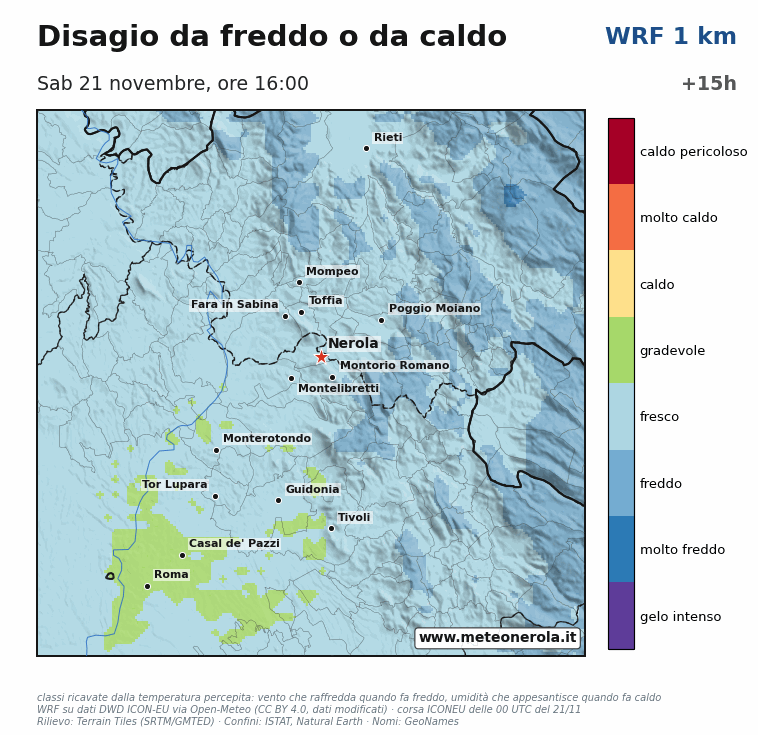 Disagio da freddo o da caldo
WRF 1 km
Sab 21 novembre, ore 16:00
+15h
Rieti
Mompeo
Toffia
Fara in Sabina
Poggio Moiano
Nerola
Montorio Romano
Montelibretti
Monterotondo
Tor Lupara
Guidonia
Tivoli
Casal de' Pazzi
Roma
www.meteonerola.it
caldo pericoloso
molto caldo
caldo
gradevole
fresco
freddo
molto freddo
gelo intenso
classi ricavate dalla temperatura percepita: vento che raffredda quando fa freddo, umidità che appesantisce quando fa caldo
WRF su dati DWD ICON-EU via Open-Meteo (CC BY 4.0, dati modificati) · corsa ICONEU delle 00 UTC del 21/11
Rilievo: Terrain Tiles (SRTM/GMTED) · Confini: ISTAT, Natural Earth · Nomi: GeoNames